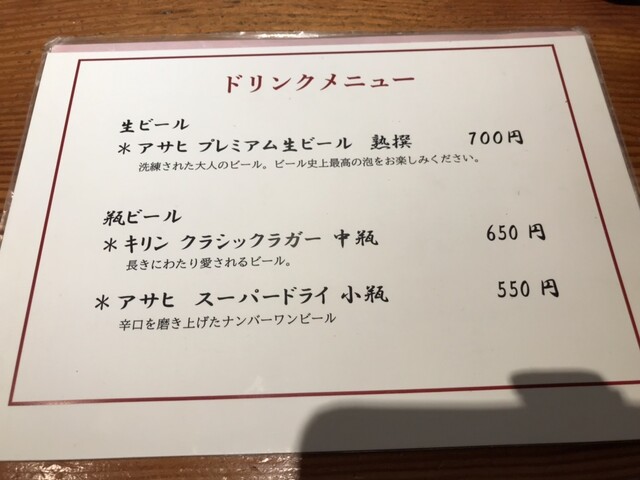 ドリンクメニュー
生ビール
＊アサヒ プレミアム生ビール 熟撰 700円
洗練された大人のビール。ビール史上最高の泡をお楽しみください。
瓶ビール
＊キリン クラシックラガー 中瓶 650円
長きにわたり愛されるビール。
＊アサヒ スーパードライ 小瓶 550円
辛口を磨き上げたナンバーワンビール